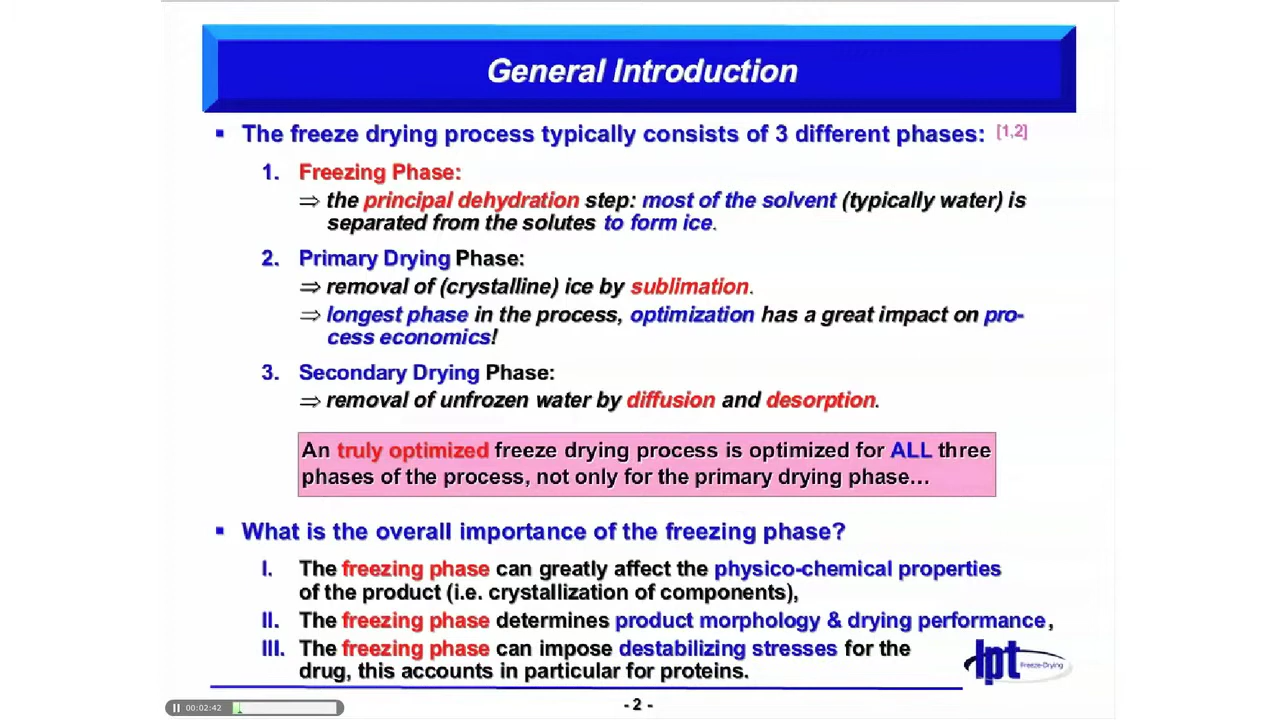 General Introduction
▪ The freeze drying process typically consists of 3 different phases: [1,2]
1. Freezing Phase:
⇒ the principal dehydration step: most of the solvent (typically water) is
separated from the solutes to form ice.
2. Primary Drying Phase:
⇒ removal of (crystalline) ice by sublimation.
⇒ longest phase in the process, optimization has a great impact on pro-
cess economics!
3. Secondary Drying Phase:
⇒ removal of unfrozen water by diffusion and desorption.
An truly optimized freeze drying process is optimized for ALL three
phases of the process, not only for the primary drying phase…
▪ What is the overall importance of the freezing phase?
I. The freezing phase can greatly affect the physico-chemical properties
of the product (i.e. crystallization of components),
II. The freezing phase determines product morphology & drying performance,
III. The freezing phase can impose destabilizing stresses for the
drug, this accounts in particular for proteins.
lpt Freeze-Drying
- 2 -
00:02:42